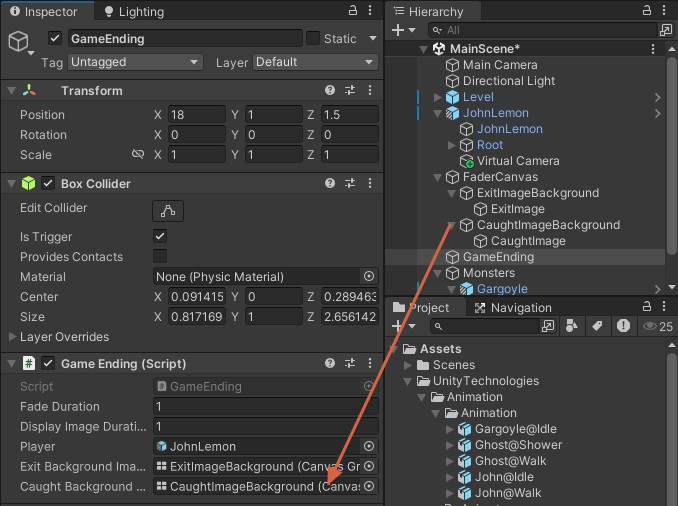 Inspector
Lighting
GameEnding
Static
Tag Untagged
Layer Default
Transform
Position X 18 Y 1 Z 1.5
Rotation X 0 Y 0 Z 0
Scale X 1 Y 1 Z 1
Box Collider
Edit Collider
Is Trigger
Provides Contacts
Material None (Physic Material)
Center X 0.091415 Y 0 Z 0.289463
Size X 0.817169 Y 1 Z 2.656142
Layer Overrides
# Game Ending (Script)
Script # GameEnding
Fade Duration 1
Display Image Durati... 1
Player JohnLemon
Exit Background Ima... ExitImageBackground (Canvas Gr
Caught Background ... CaughtImageBackground (Canvas
Hierarchy
All
MainScene*
Main Camera
Directional Light
Level
JohnLemon
JohnLemon
Root
Virtual Camera
FaderCanvas
ExitImageBackground
ExitImage
CaughtImageBackground
CaughtImage
GameEnding
Monsters
Gargoyle
Project
Navigation
25
Assets
Scenes
UnityTechnologies
Animation
Animation
Gargoyle@Idle
Ghost@Shower
Ghost@Walk
John@Idle
John@Walk